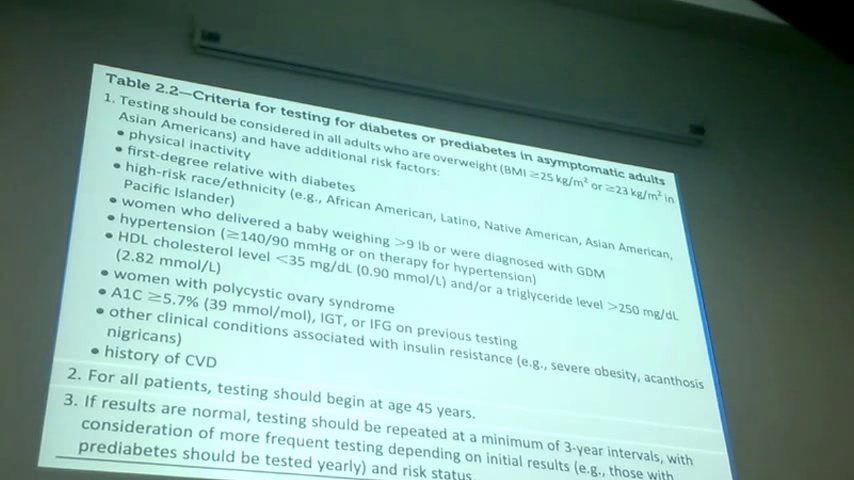 Table 2.2—Criteria for testing for diabetes or prediabetes in asymptomatic adults
1. Testing should be considered in all adults who are overweight (BMI ≥25 kg/m² or ≥23 kg/m² in
Asian Americans) and have additional risk factors:
• physical inactivity
• first-degree relative with diabetes
• high-risk race/ethnicity (e.g., African American, Latino, Native American, Asian American,
Pacific Islander)
• women who delivered a baby weighing >9 lb or were diagnosed with GDM
• hypertension (≥140/90 mmHg or on therapy for hypertension)
• HDL cholesterol level <35 mg/dL (0.90 mmol/L) and/or a triglyceride level >250 mg/dL
(2.82 mmol/L)
• women with polycystic ovary syndrome
• A1C ≥5.7% (39 mmol/mol), IGT, or IFG on previous testing
• other clinical conditions associated with insulin resistance (e.g., severe obesity, acanthosis
nigricans)
• history of CVD
2. For all patients, testing should begin at age 45 years.
3. If results are normal, testing should be repeated at a minimum of 3-year intervals, with
consideration of more frequent testing depending on initial results (e.g., those with
prediabetes should be tested yearly) and risk status